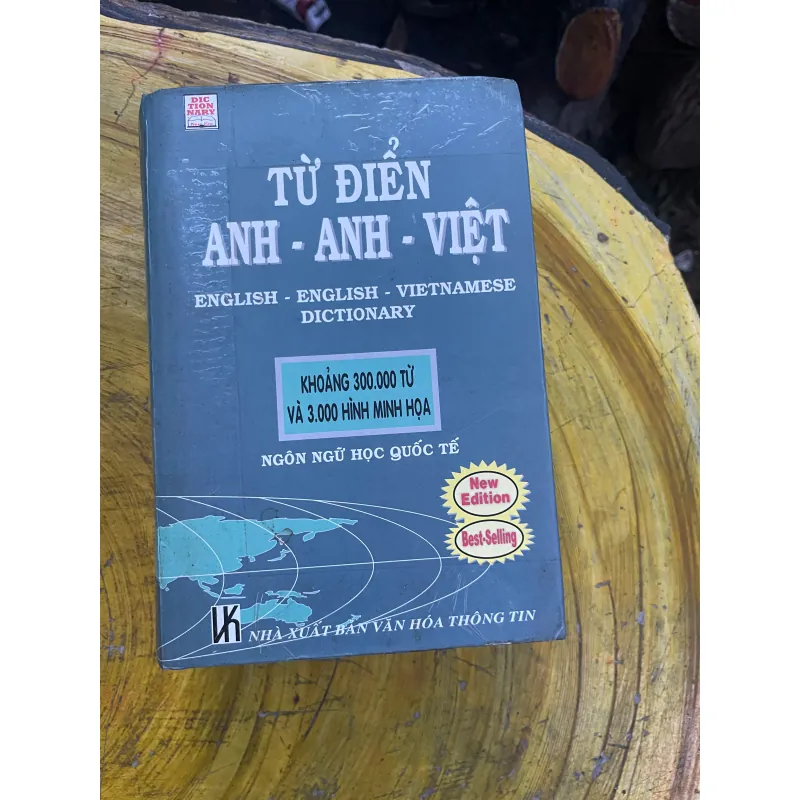 DIC
TION
NARY
TỪ ĐIỂN
ANH - ANH - VIỆT
ENGLISH - ENGLISH - VIETNAMESE
DICTIONARY
KHOẢNG 300.000 TỪ
VÀ 3.000 HÌNH MINH HỌA
NGÔN NGỮ HỌC QUỐC TẾ
New
Edition
Best-Selling
VK
NHÀ XUẤT BẢN VĂN HÓA THÔNG TIN